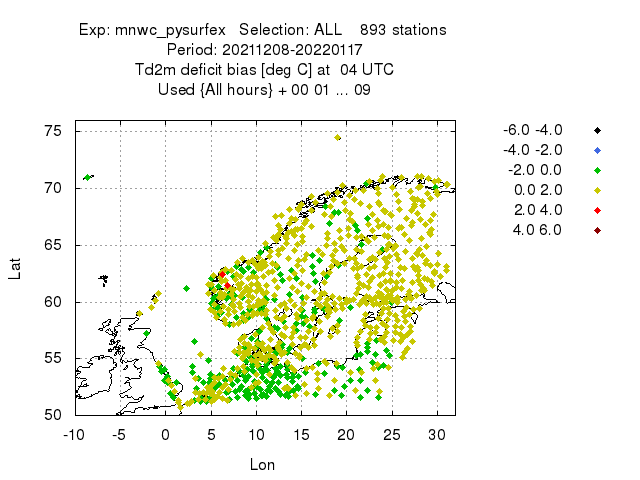 Exp: mnwc_pysurfex   Selection: ALL    893 stations
Period: 20211208-20220117
Td2m deficit bias [deg C] at  04 UTC
Used {All hours} + 00 01 ... 09
-6.0 -4.0
-4.0 -2.0
-2.0 0.0
0.0 2.0
2.0 4.0
4.0 6.0
75
70
65
60
55
50
Lat
-10 -5 0 5 10 15 20 25 30
Lon